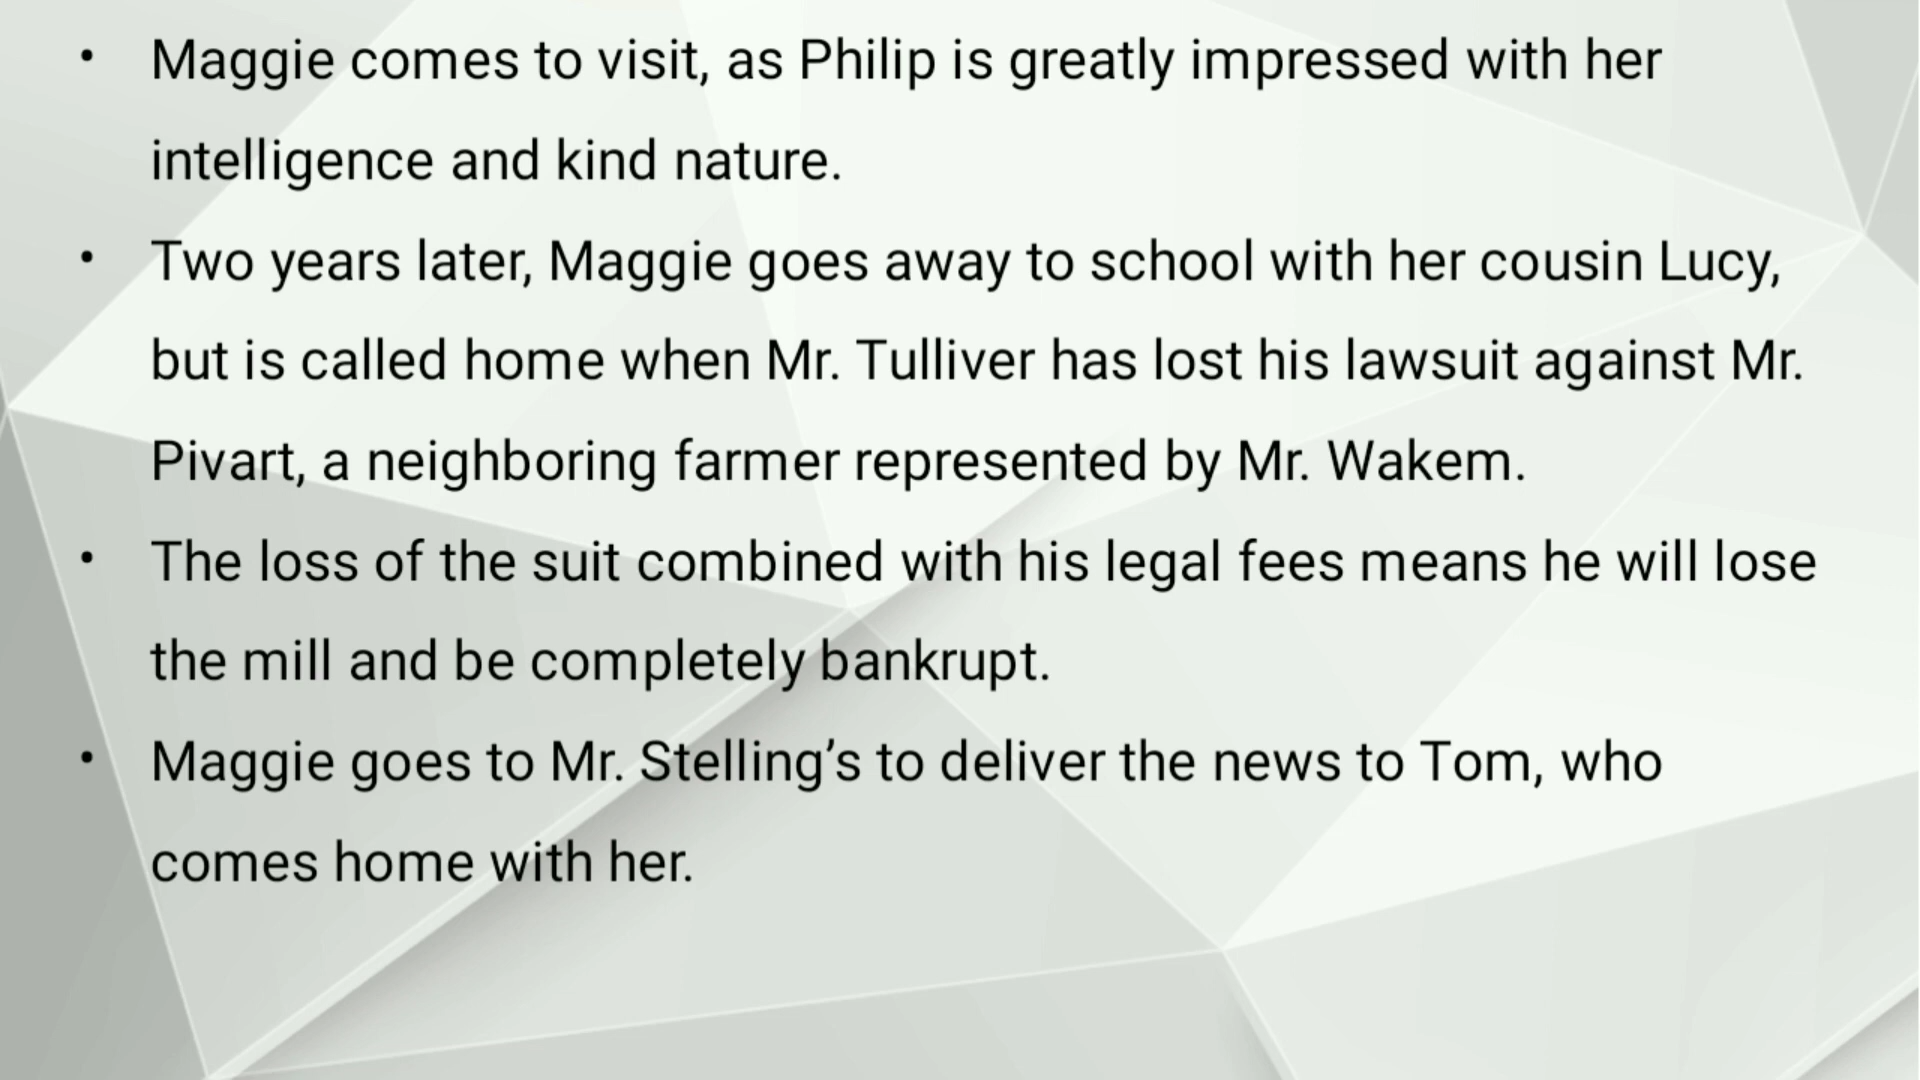 • Maggie comes to visit, as Philip is greatly impressed with her
intelligence and kind nature.
• Two years later, Maggie goes away to school with her cousin Lucy,
but is called home when Mr. Tulliver has lost his lawsuit against Mr.
Pivart, a neighboring farmer represented by Mr. Wakem.
• The loss of the suit combined with his legal fees means he will lose
the mill and be completely bankrupt.
• Maggie goes to Mr. Stelling’s to deliver the news to Tom, who
comes home with her.